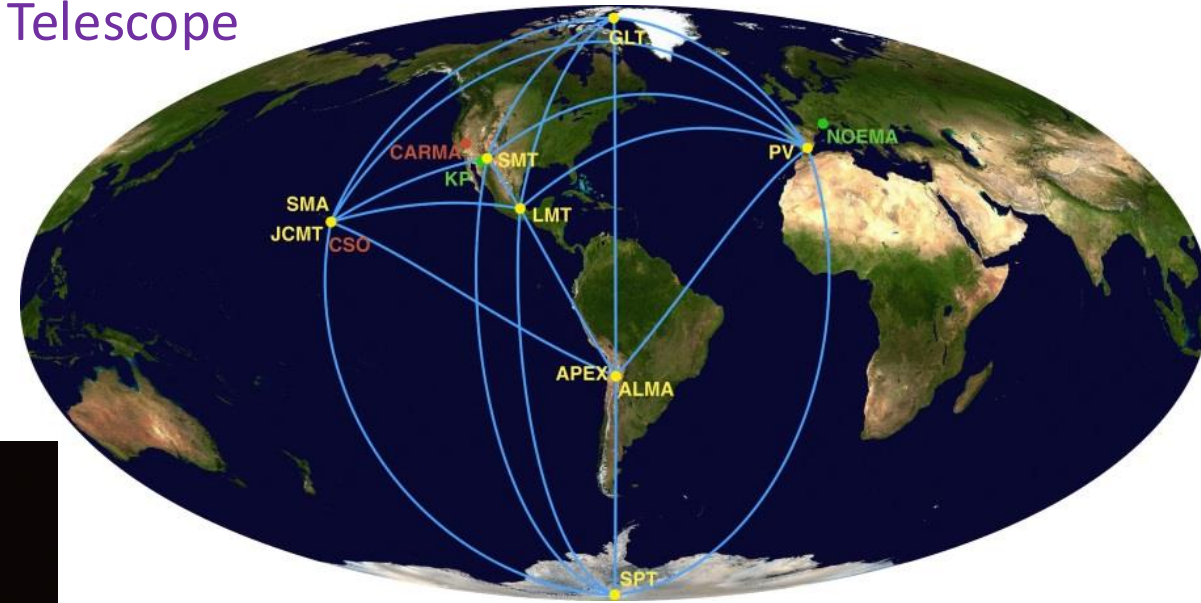 Telescope
GLT
NOEMA
CARMA
PV
SMT
KP
SMA
LMT
JCMT
CSO
APEX
ALMA
SPT